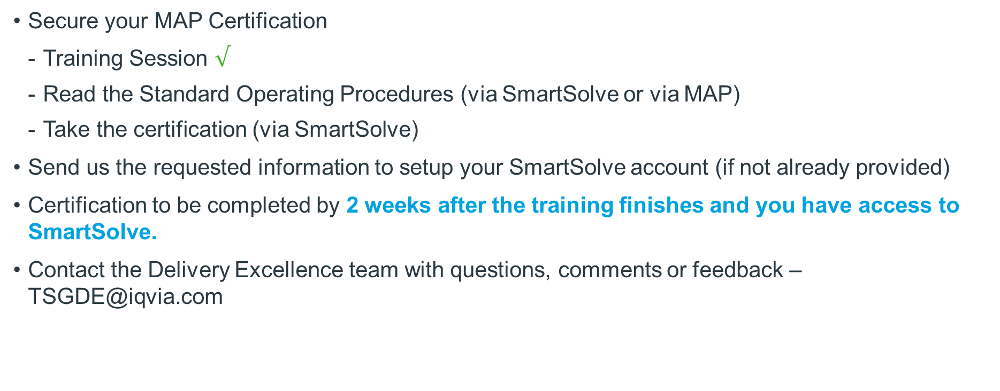 • Secure your MAP Certification
- Training Session √
- Read the Standard Operating Procedures (via SmartSolve or via MAP)
- Take the certification (via SmartSolve)
• Send us the requested information to setup your SmartSolve account (if not already provided)
• Certification to be completed by 2 weeks after the training finishes and you have access to
SmartSolve.
• Contact the Delivery Excellence team with questions, comments or feedback –
TSGDE@iqvia.com